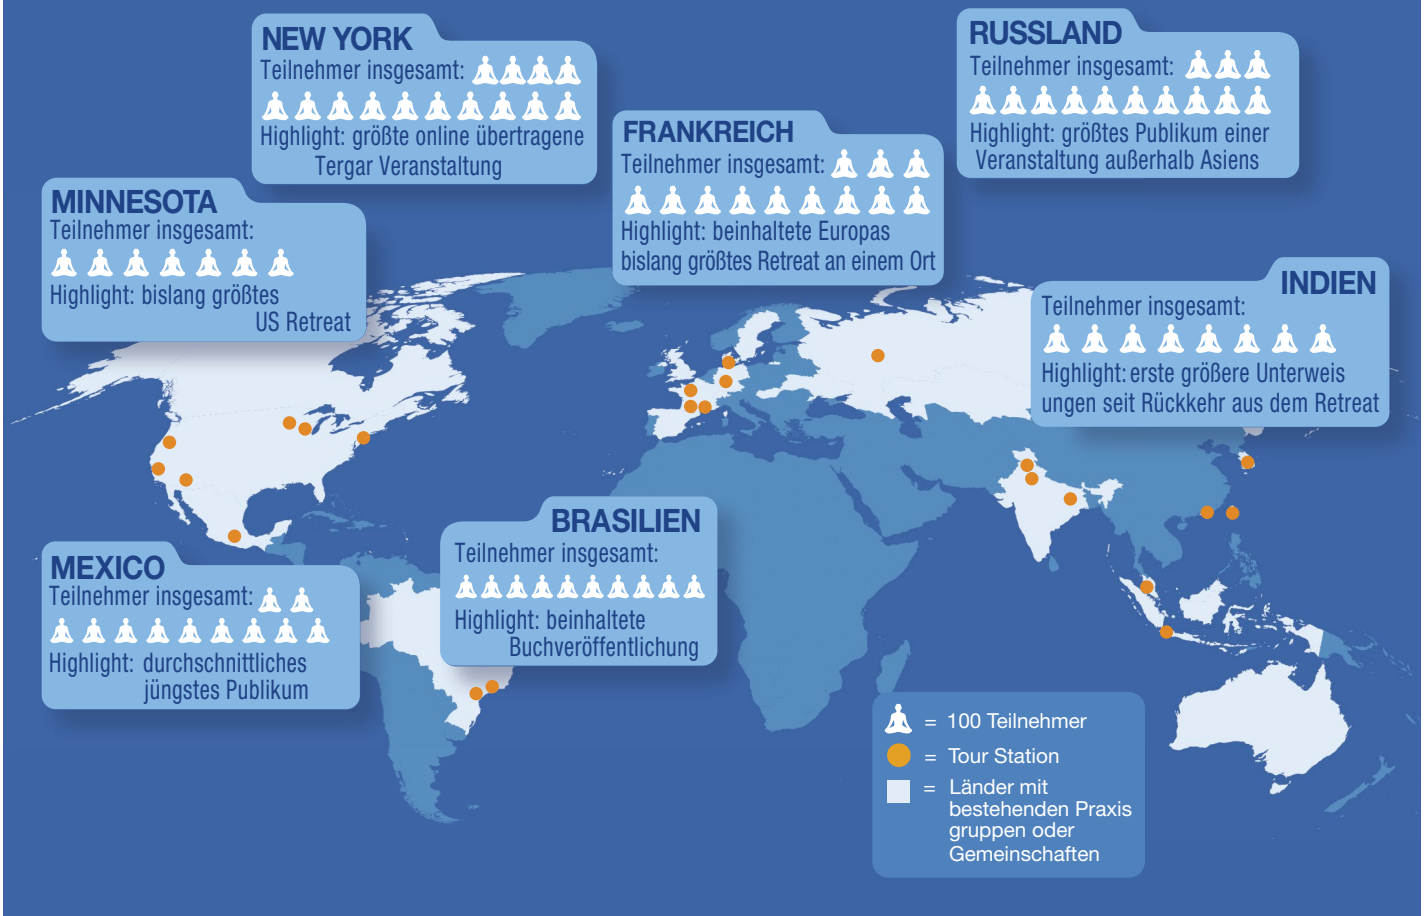 NEW YORK
Teilnehmer insgesamt:
Highlight: größte online übertragene
Tergar Veranstaltung
RUSSLAND
Teilnehmer insgesamt:
Highlight: größtes Publikum einer
Veranstaltung außerhalb Asiens
FRANKREICH
Teilnehmer insgesamt:
Highlight: beinhaltete Europas
bislang größtes Retreat an einem Ort
MINNESOTA
Teilnehmer insgesamt:
Highlight: bislang größtes
US Retreat
INDIEN
Teilnehmer insgesamt:
Highlight: erste größere Unterweis
ungen seit Rückkehr aus dem Retreat
BRASILIEN
Teilnehmer insgesamt:
Highlight: beinhaltete
Buchveröffentlichung
MEXICO
Teilnehmer insgesamt:
Highlight: durchschnittliches
jüngstes Publikum
= 100 Teilnehmer
= Tour Station
= Länder mit
bestehenden Praxis
gruppen oder
Gemeinschaften